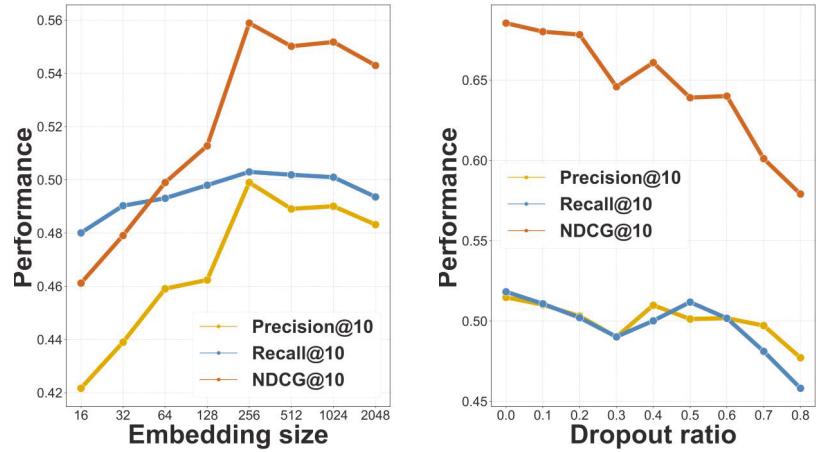 0.56
0.54
0.52
0.50
0.48
0.46
0.44
0.42
Performance
Precision@10
Recall@10
NDCG@10
16 32 64 128 256 512 1024 2048
Embedding size
0.65
0.60
0.55
0.50
0.45
Performance
Precision@10
Recall@10
NDCG@10
0.0 0.1 0.2 0.3 0.4 0.5 0.6 0.7 0.8
Dropout ratio